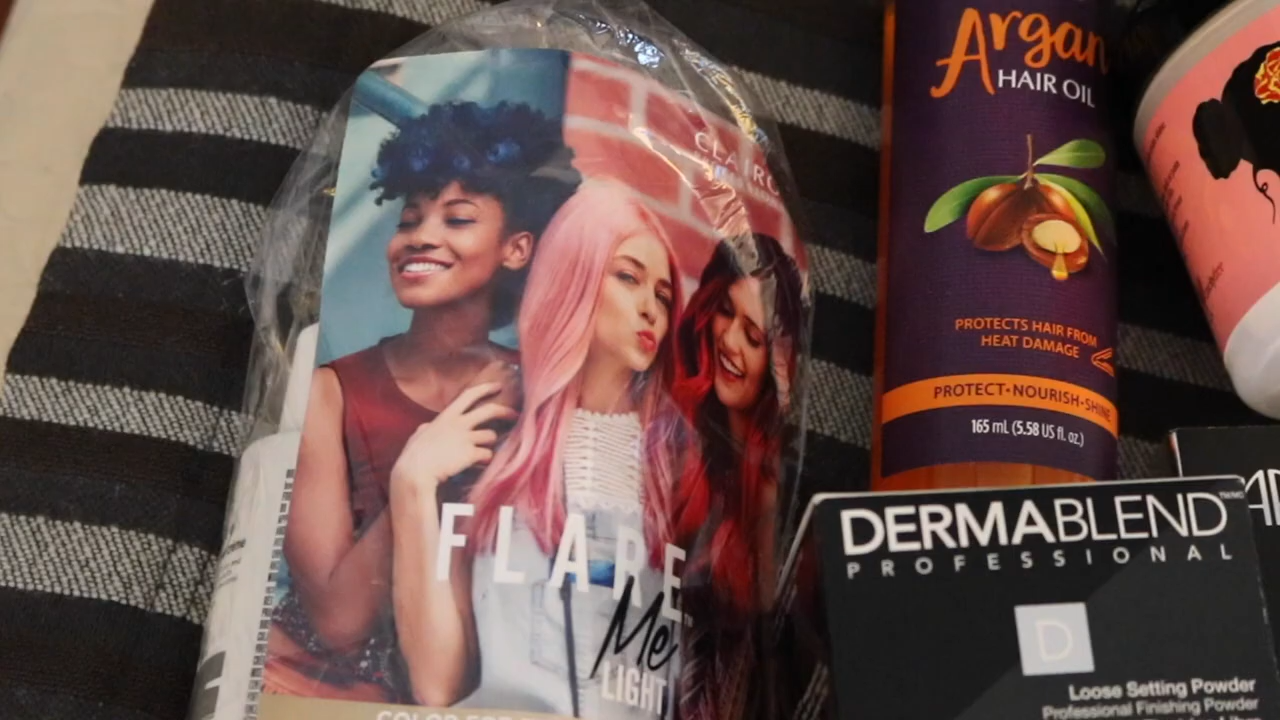 CLAIRO
FLARE
Me
LIGHT
Argan
HAIR OIL
PROTECTS HAIR FROM
HEAT DAMAGE
PROTECT•NOURISH•SHINE
165 mL (5.58 US fl. oz.)
DERMABLEND
PROFESSIONAL
D
Loose Setting Powder
Professional Finishing Powder